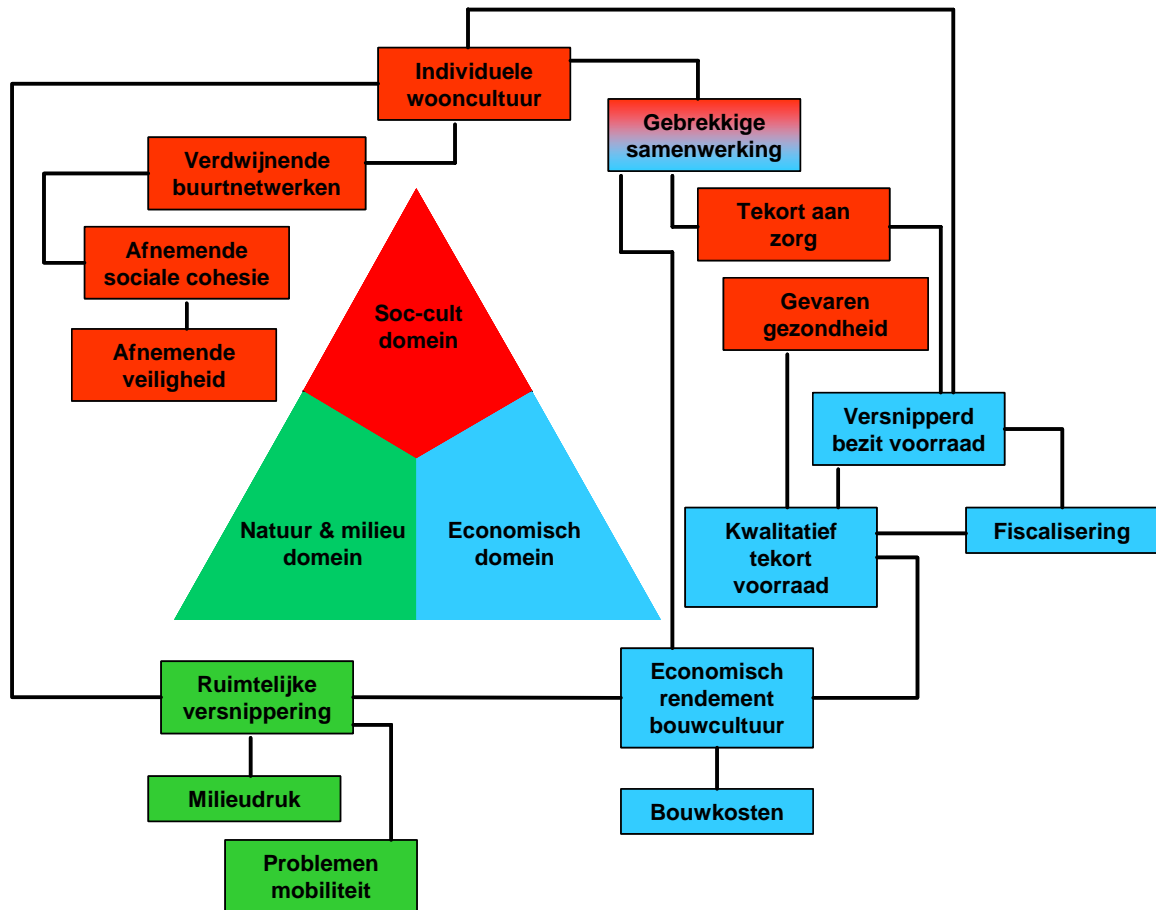 Individuele
wooncultuur
Gebrekkige
samenwerking
Verdwijnende
buurtnetwerken
Tekort aan
zorg
Afnemende
sociale cohesie
Gevaren
gezondheid
Soc-cult
domein
Afnemende
veiligheid
Versnipperd
bezit voorraad
Natuur & milieu
domein
Economisch
domein
Kwalitatief
tekort
voorraad
Fiscalisering
Ruimtelijke
versnippering
Economisch
rendement
bouwcultuur
Milieudruk
Bouwkosten
Problemen
mobiliteit